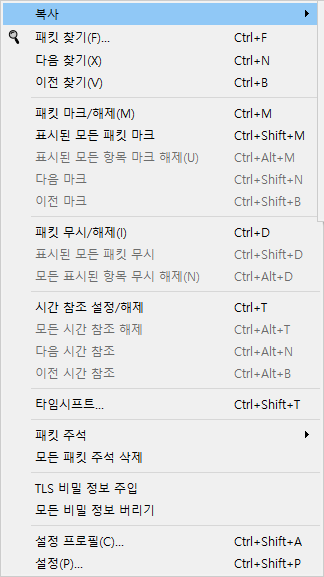 복사
패킷 찾기(F)... Ctrl+F
다음 찾기(X) Ctrl+N
이전 찾기(V) Ctrl+B
패킷 마크/해제(M) Ctrl+M
표시된 모든 패킷 마크 Ctrl+Shift+M
표시된 모든 항목 마크 해제(U) Ctrl+Alt+M
다음 마크 Ctrl+Shift+N
이전 마크 Ctrl+Shift+B
패킷 무시/해제(I) Ctrl+D
표시된 모든 패킷 무시 Ctrl+Shift+D
모든 표시된 항목 무시 해제(N) Ctrl+Alt+D
시간 참조 설정/해제 Ctrl+T
모든 시간 참조 해제 Ctrl+Alt+T
다음 시간 참조 Ctrl+Alt+N
이전 시간 참조 Ctrl+Alt+B
타임시프트... Ctrl+Shift+T
패킷 주석
모든 패킷 주석 삭제
TLS 비밀 정보 주입
모든 비밀 정보 버리기
설정 프로필(C)... Ctrl+Shift+A
설정(P)... Ctrl+Shift+P